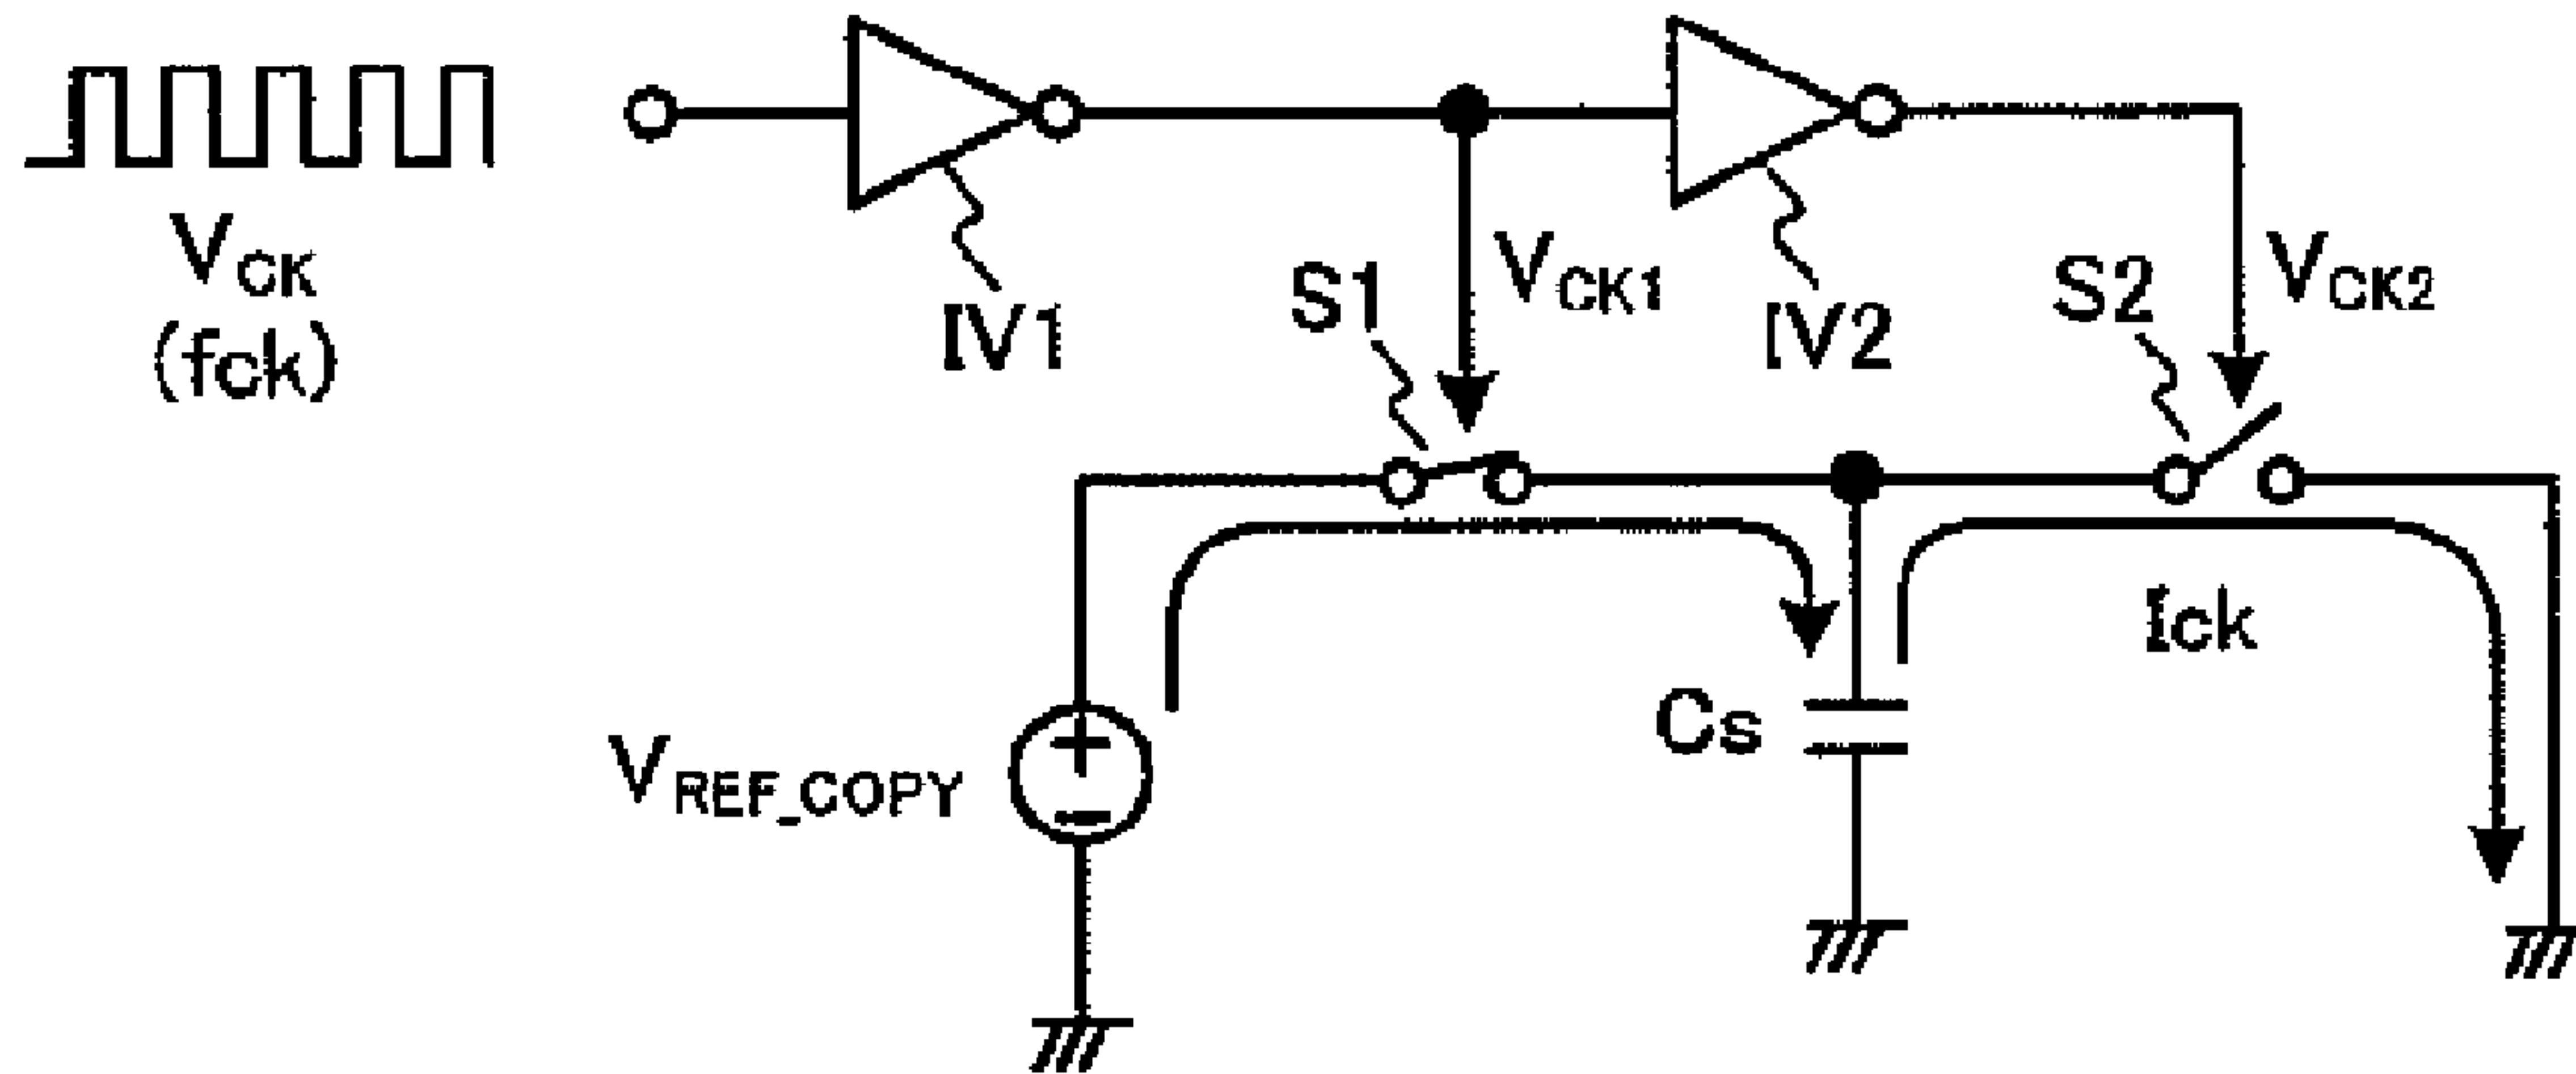 VCK
(fck)
IV1
S1
VCK1
IV2
S2
VCK2
Ick
Cs
VREF_COPY
+
-